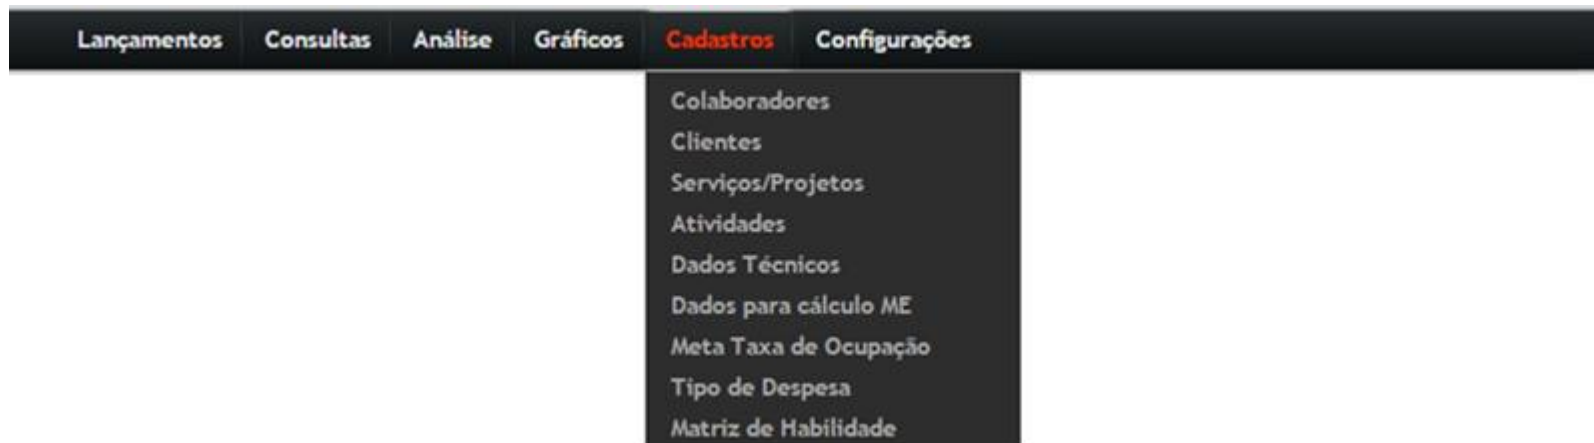 Lançamentos Consultas Análise Gráficos Cadastros Configurações
Colaboradores
Clientes
Serviços/Projetos
Atividades
Dados Técnicos
Dados para cálculo ME
Meta Taxa de Ocupação
Tipo de Despesa
Matriz de Habilidade